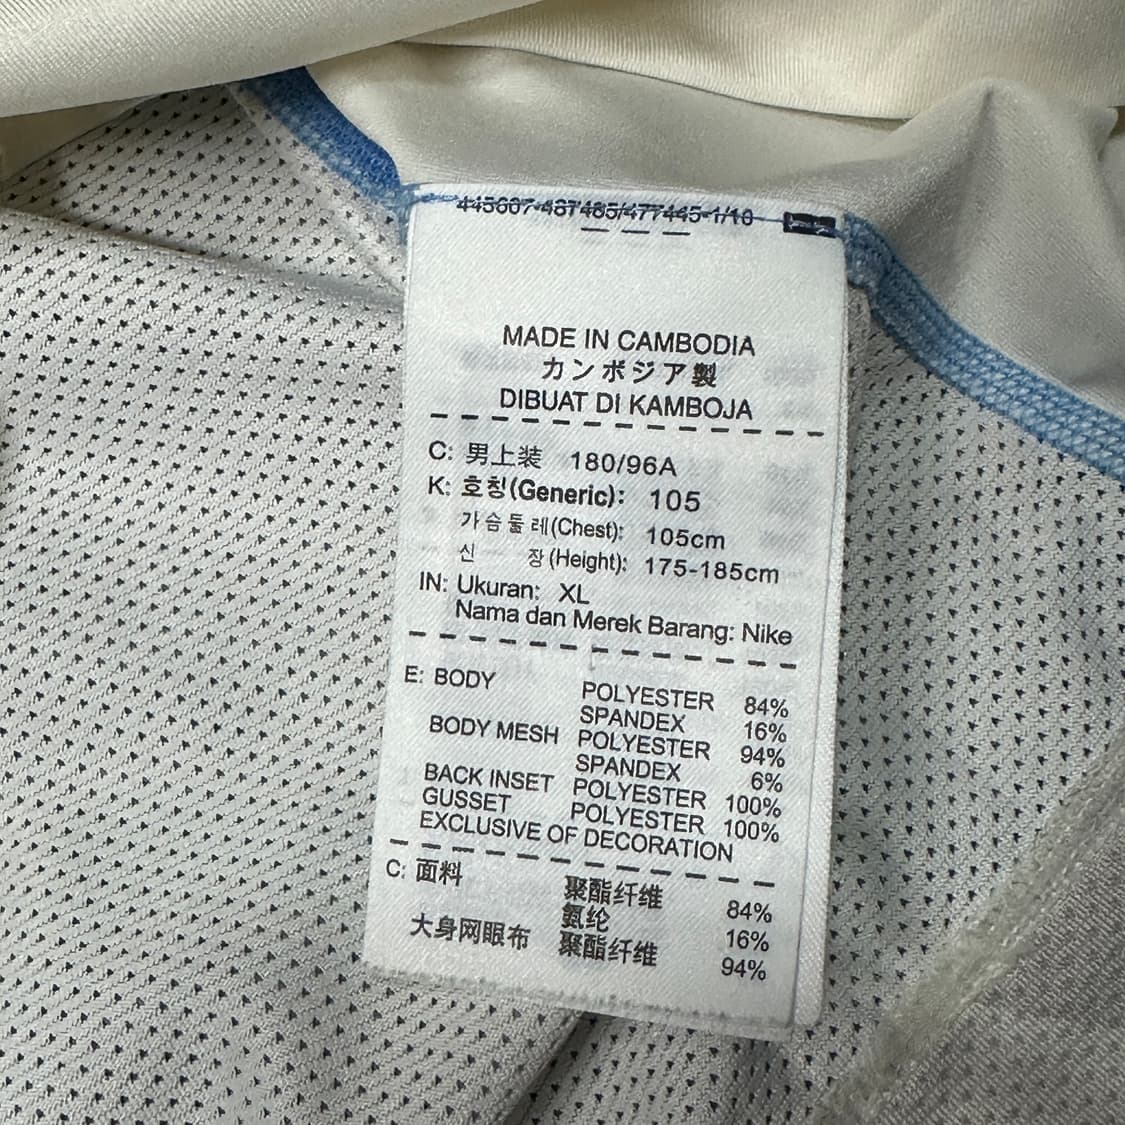 445607-487485/477445-1/10
MADE IN CAMBODIA
カンボジア製
DIBUAT DI KAMBOJA
C: 男上装 180/96A
K: 호칭(Generic): 105
가슴둘레(Chest): 105cm
신 장(Height): 175-185cm
IN: Ukuran: XL
Nama dan Merek Barang: Nike
E: BODY POLYESTER 84%
SPANDEX 16%
BODY MESH POLYESTER 94%
SPANDEX 6%
BACK INSET POLYESTER 100%
GUSSET POLYESTER 100%
EXCLUSIVE OF DECORATION
C: 面料 聚酯纤维 84%
氨纶 16%
大身网眼布 聚酯纤维 94%